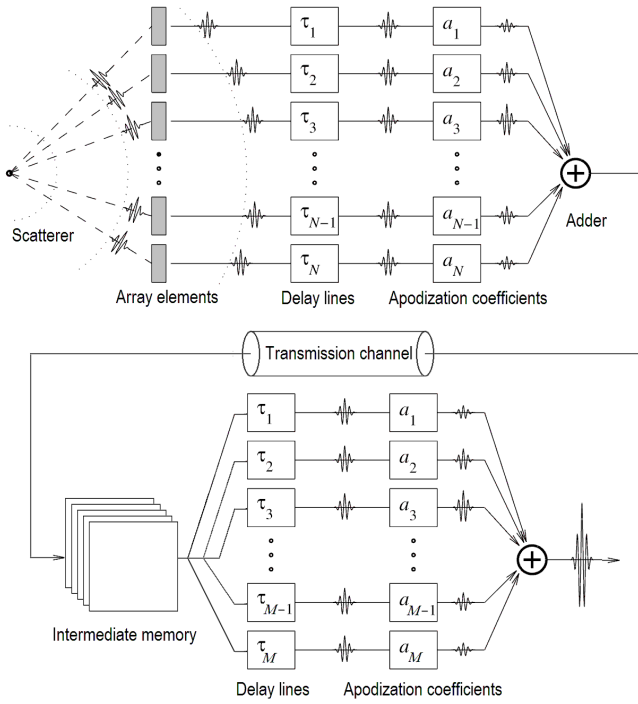 τ1 a1
τ2 a2
τ3 a3
τN−1 aN−1
τN aN
Scatterer
Adder
Array elements Delay lines Apodization coefficients
Transmission channel
τ1 a1
τ2 a2
τ3 a3
τM−1 aM−1
τM aM
Intermediate memory
Delay lines Apodization coefficients